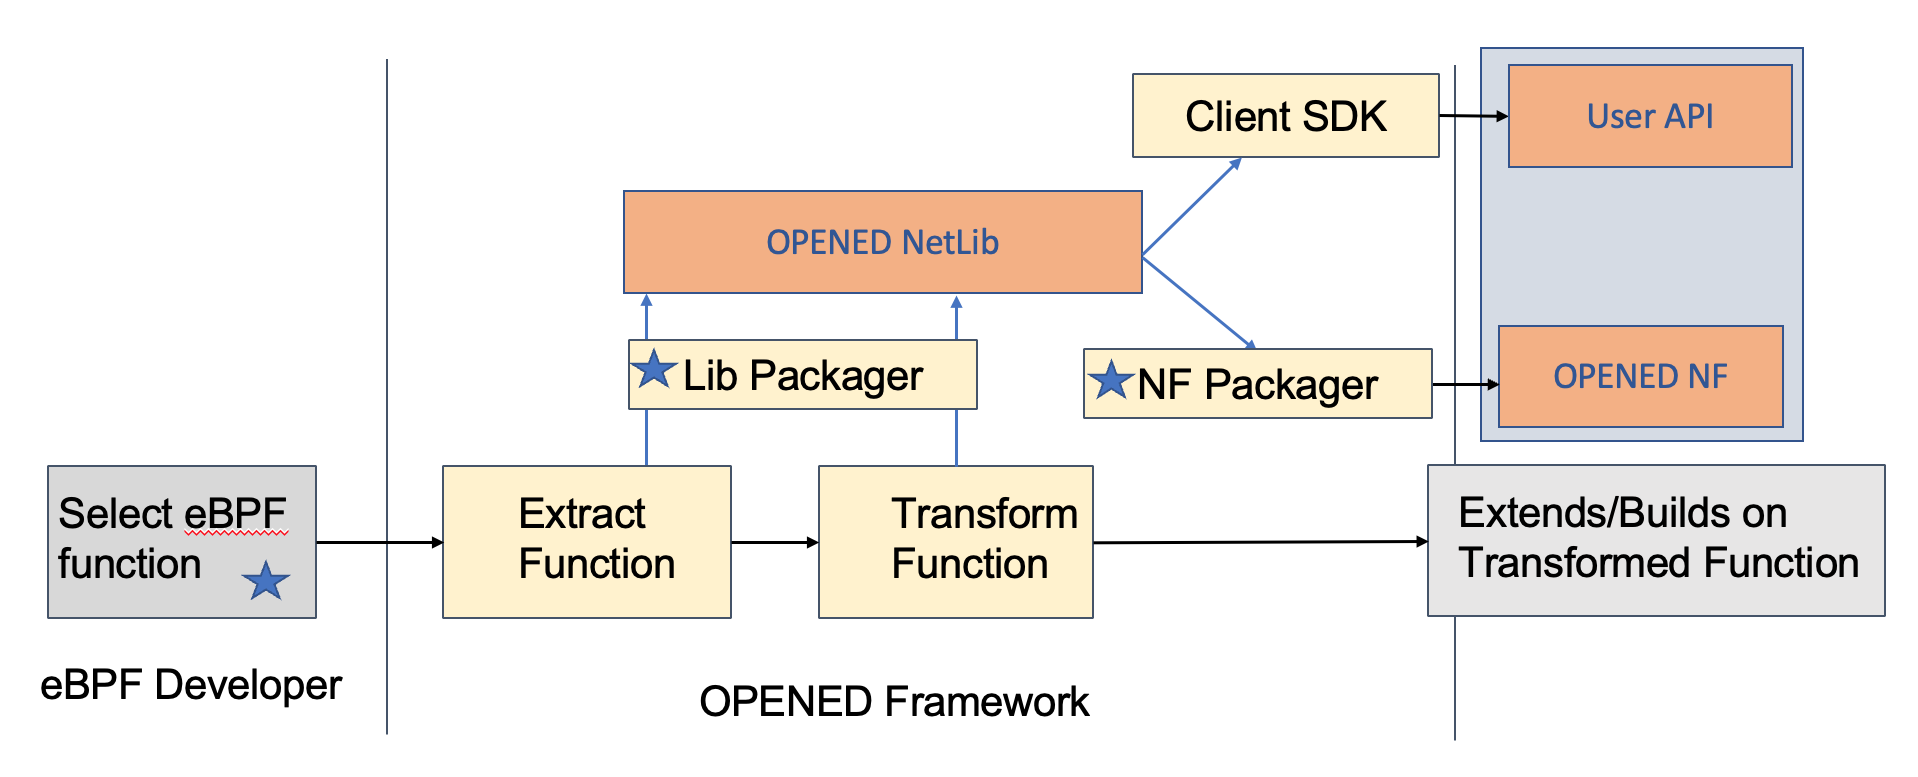 Client SDK
User API
OPENED NetLib
Lib Packager
NF Packager
OPENED NF
Select eBPF
function
Extract
Function
Transform
Function
Extends/Builds on
Transformed Function
eBPF Developer
OPENED Framework